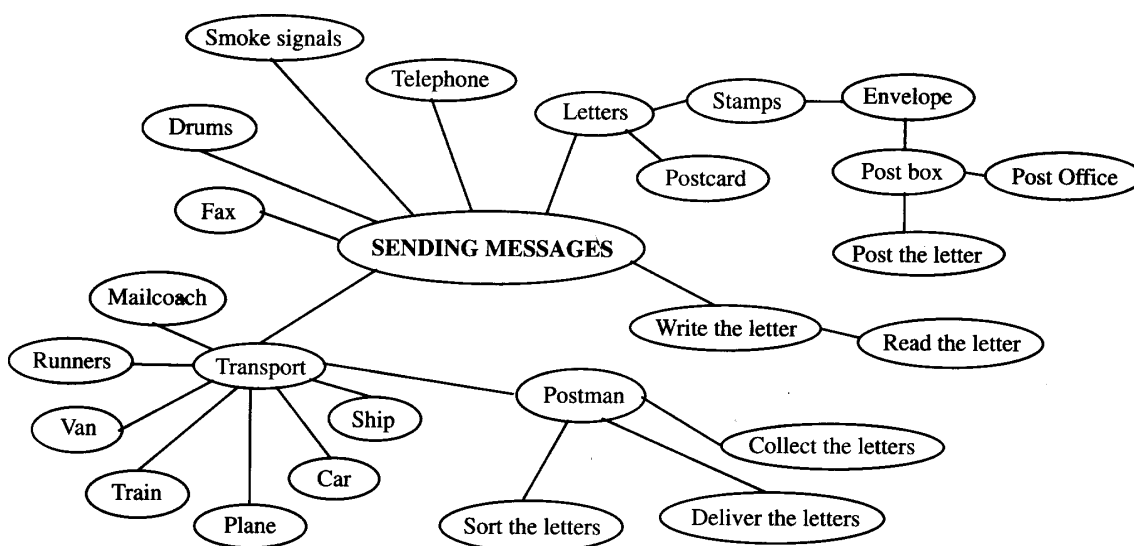 Smoke signals
Telephone
Letters
Stamps
Envelope
Drums
Postcard
Post box
Post Office
Fax
SENDING MESSAGES
Post the letter
Mailcoach
Write the letter
Read the letter
Runners
Transport
Postman
Van
Ship
Collect the letters
Train
Car
Plane
Sort the letters
Deliver the letters